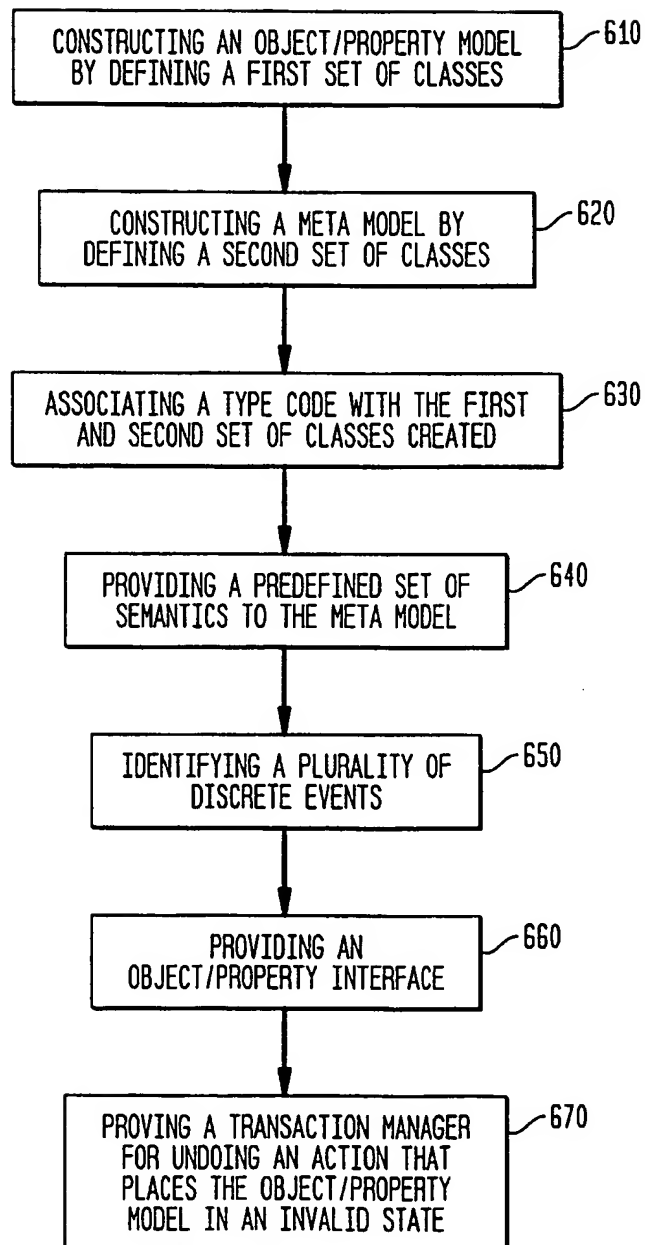 CONSTRUCTING AN OBJECT/PROPERTY MODEL
BY DEFINING A FIRST SET OF CLASSES
610
CONSTRUCTING A META MODEL BY
DEFINING A SECOND SET OF CLASSES
620
ASSOCIATING A TYPE CODE WITH THE FIRST
AND SECOND SET OF CLASSES CREATED
630
PROVIDING A PREDEFINED SET OF
SEMANTICS TO THE META MODEL
640
IDENTIFYING A PLURALITY OF
DISCRETE EVENTS
650
PROVIDING AN
OBJECT/PROPERTY INTERFACE
660
PROVING A TRANSACTION MANAGER
FOR UNDOING AN ACTION THAT
PLACES THE OBJECT/PROPERTY
MODEL IN AN INVALID STATE
670